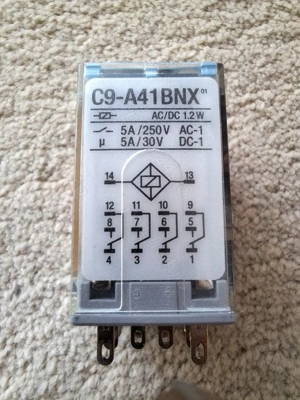 C9-A41BNX 01
AC/DC 1.2 W
5A/250V AC-1
µ 5A/30V DC-1
14 13
12 11 10 9
8 7 6 5
4 3 2 1